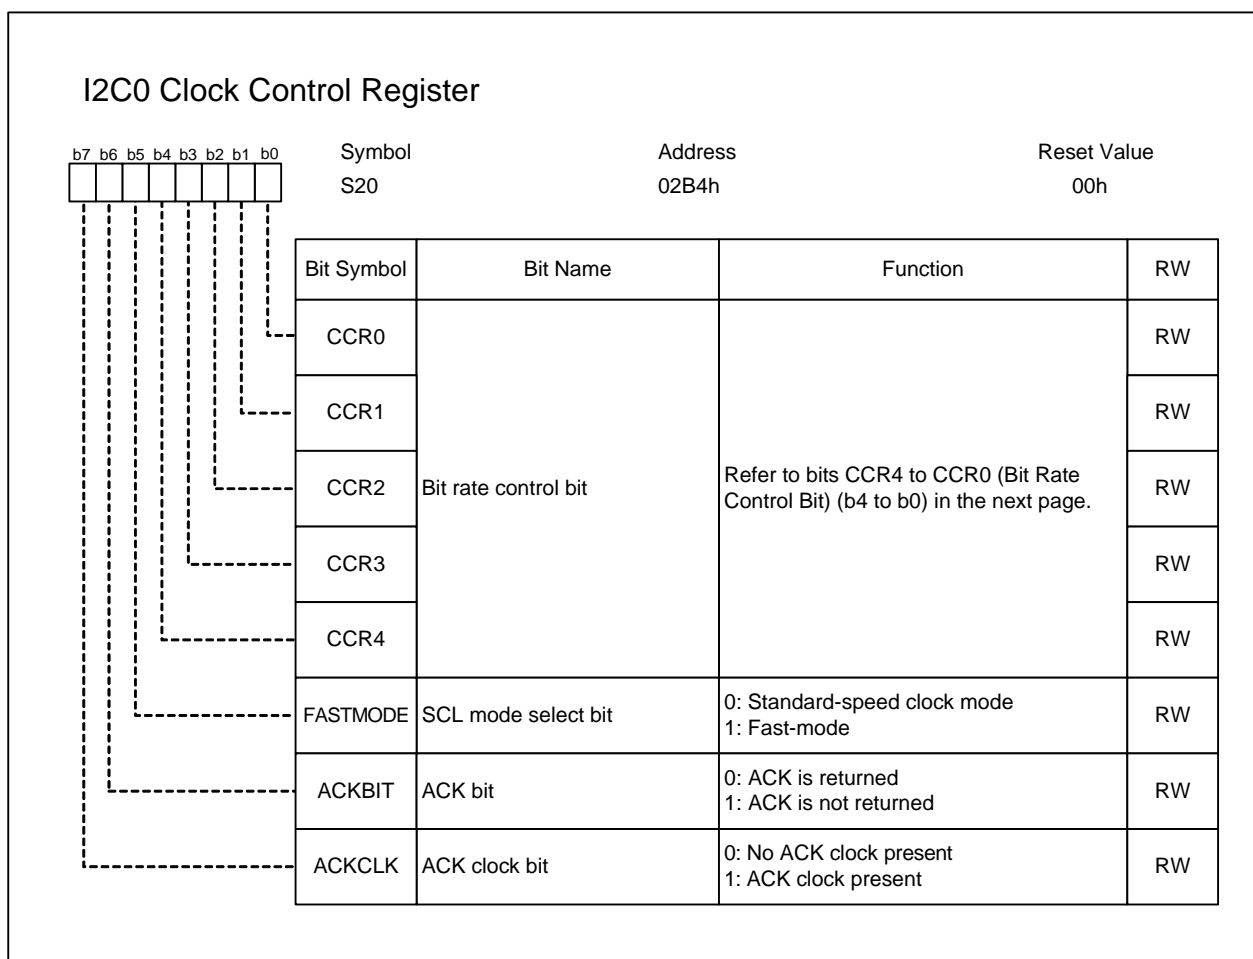 I2C0 Clock Control Register
b7 b6 b5 b4 b3 b2 b1 b0
Symbol Address Reset Value
S20 02B4h 00h
Bit Symbol Bit Name Function RW
CCR0 RW
CCR1 RW
CCR2 Bit rate control bit Refer to bits CCR4 to CCR0 (Bit Rate
Control Bit) (b4 to b0) in the next page. RW
CCR3 RW
CCR4 RW
FASTMODE SCL mode select bit 0: Standard-speed clock mode
1: Fast-mode RW
ACKBIT ACK bit 0: ACK is returned
1: ACK is not returned RW
ACKCLK ACK clock bit 0: No ACK clock present
1: ACK clock present RW